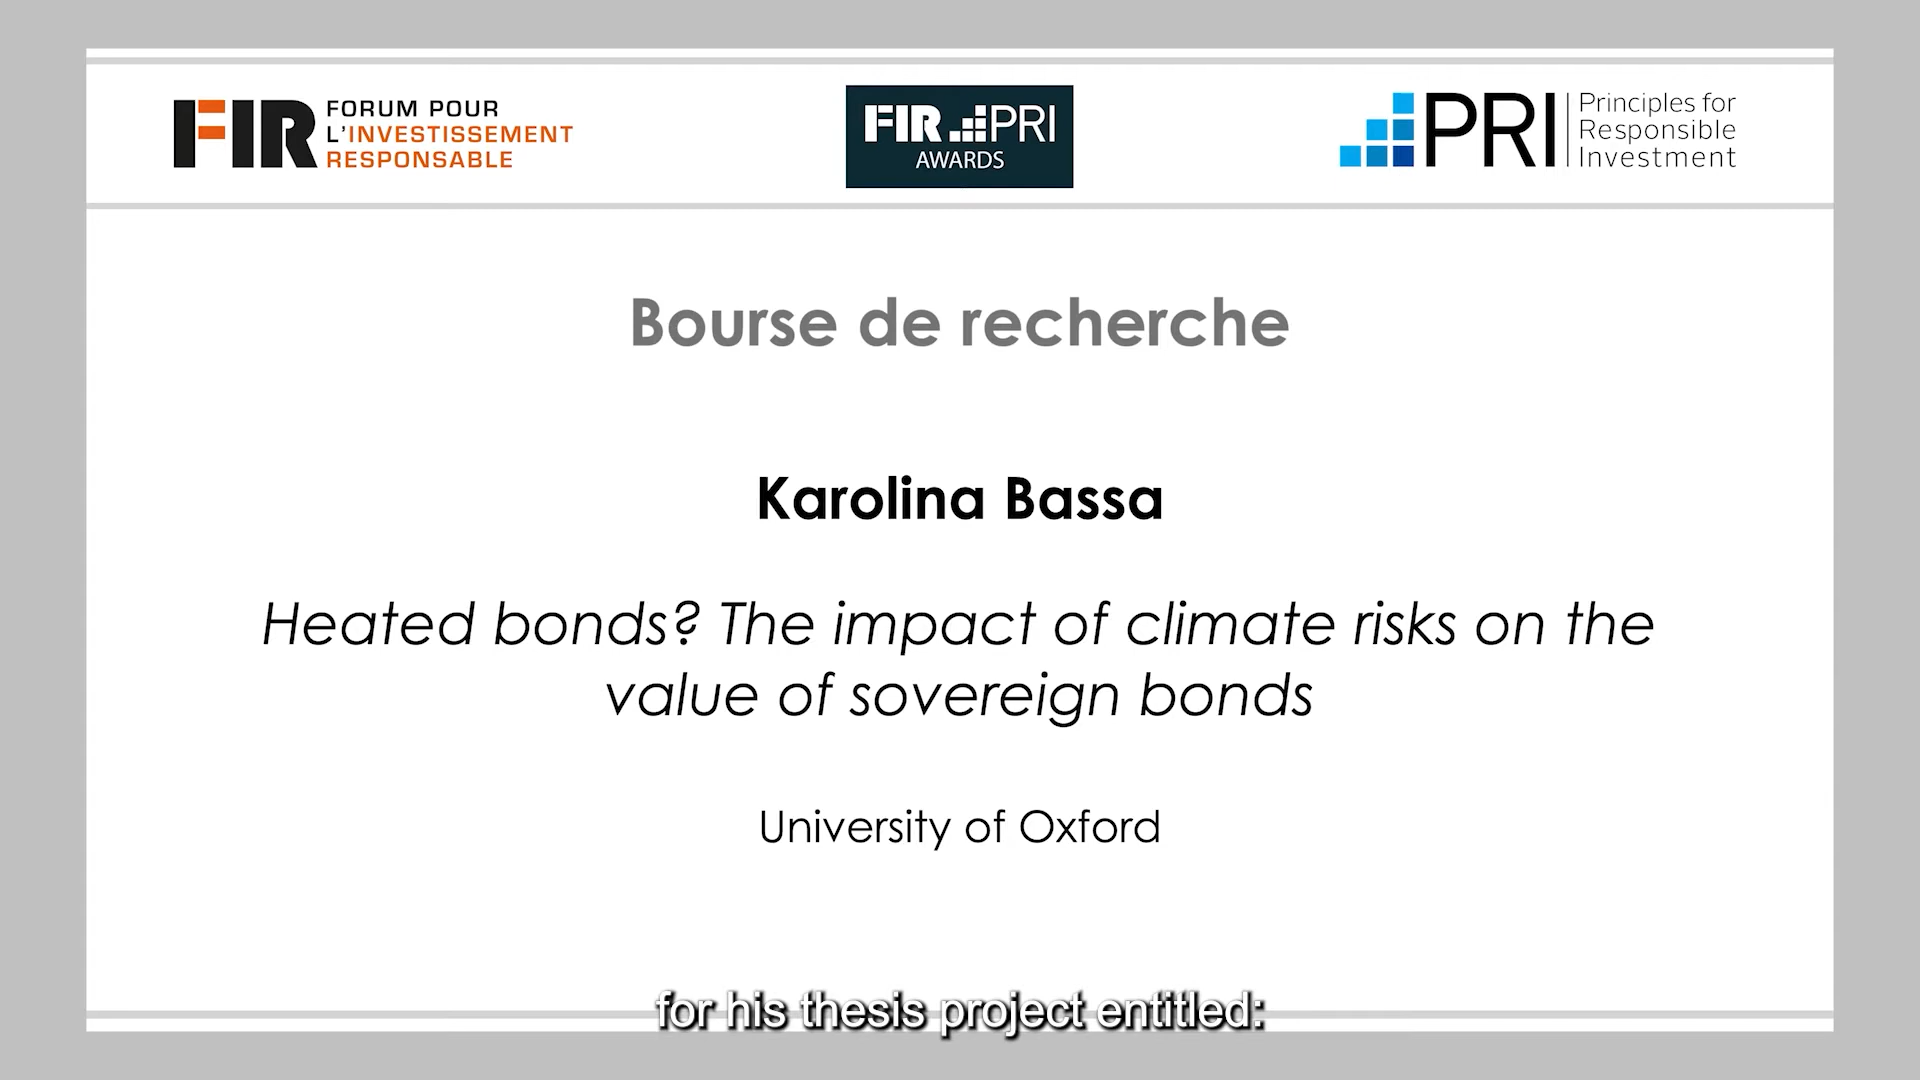 FIR
FORUM POUR
L'INVESTISSEMENT
RESPONSABLE
FIR PRI
AWARDS
PRI
Principles for
Responsible
Investment
Bourse de recherche
Karolina Bassa
Heated bonds? The impact of climate risks on the
value of sovereign bonds
University of Oxford
for his thesis project entitled: